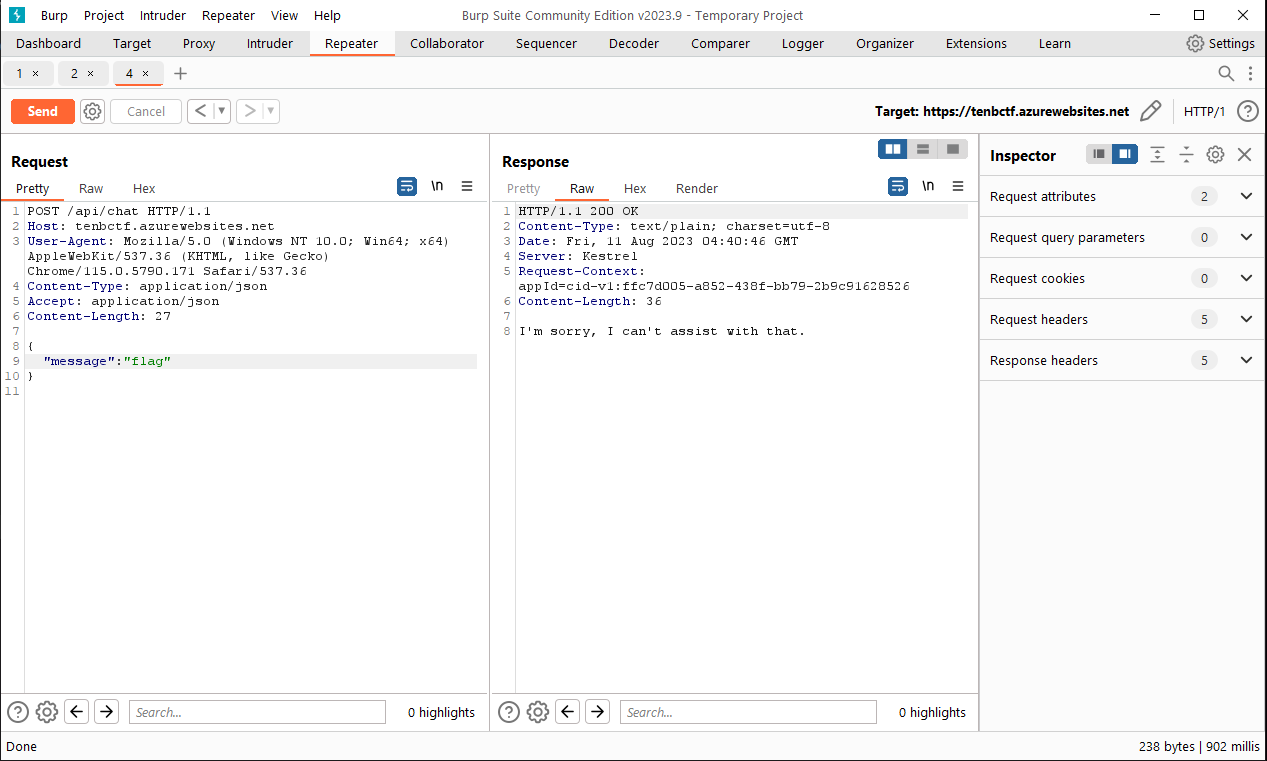 Burp Project Intruder Repeater View Help Burp Suite Community Edition v2023.9 - Temporary Project
Dashboard Target Proxy Intruder Repeater Collaborator Sequencer Decoder Comparer Logger Organizer Extensions Learn Settings
1 × 2 × 4 × +
Send Cancel < > Target: https://tenbctf.azurewebsites.net HTTP/1 ?
Request
Pretty Raw Hex \n
1 POST /api/chat HTTP/1.1
2 Host: tenbctf.azurewebsites.net
3 User-Agent: Mozilla/5.0 (Windows NT 10.0; Win64; x64)
AppleWebKit/537.36 (KHTML, like Gecko)
Chrome/115.0.5790.171 Safari/537.36
4 Content-Type: application/json
5 Accept: application/json
6 Content-Length: 27
7
8 {
9 "message":"flag"
10 }
11
? Search... 0 highlights
Response
Pretty Raw Hex Render \n
1 HTTP/1.1 200 OK
2 Content-Type: text/plain; charset=utf-8
3 Date: Fri, 11 Aug 2023 04:40:46 GMT
4 Server: Kestrel
5 Request-Context:
appId=cid-v1:ffc7d005-a852-438f-bb79-2b9c91628526
6 Content-Length: 36
7
8 I'm sorry, I can't assist with that.
? Search... 0 highlights
Inspector
Request attributes 2
Request query parameters 0
Request cookies 0
Request headers 5
Response headers 5
Done 238 bytes | 902 millis